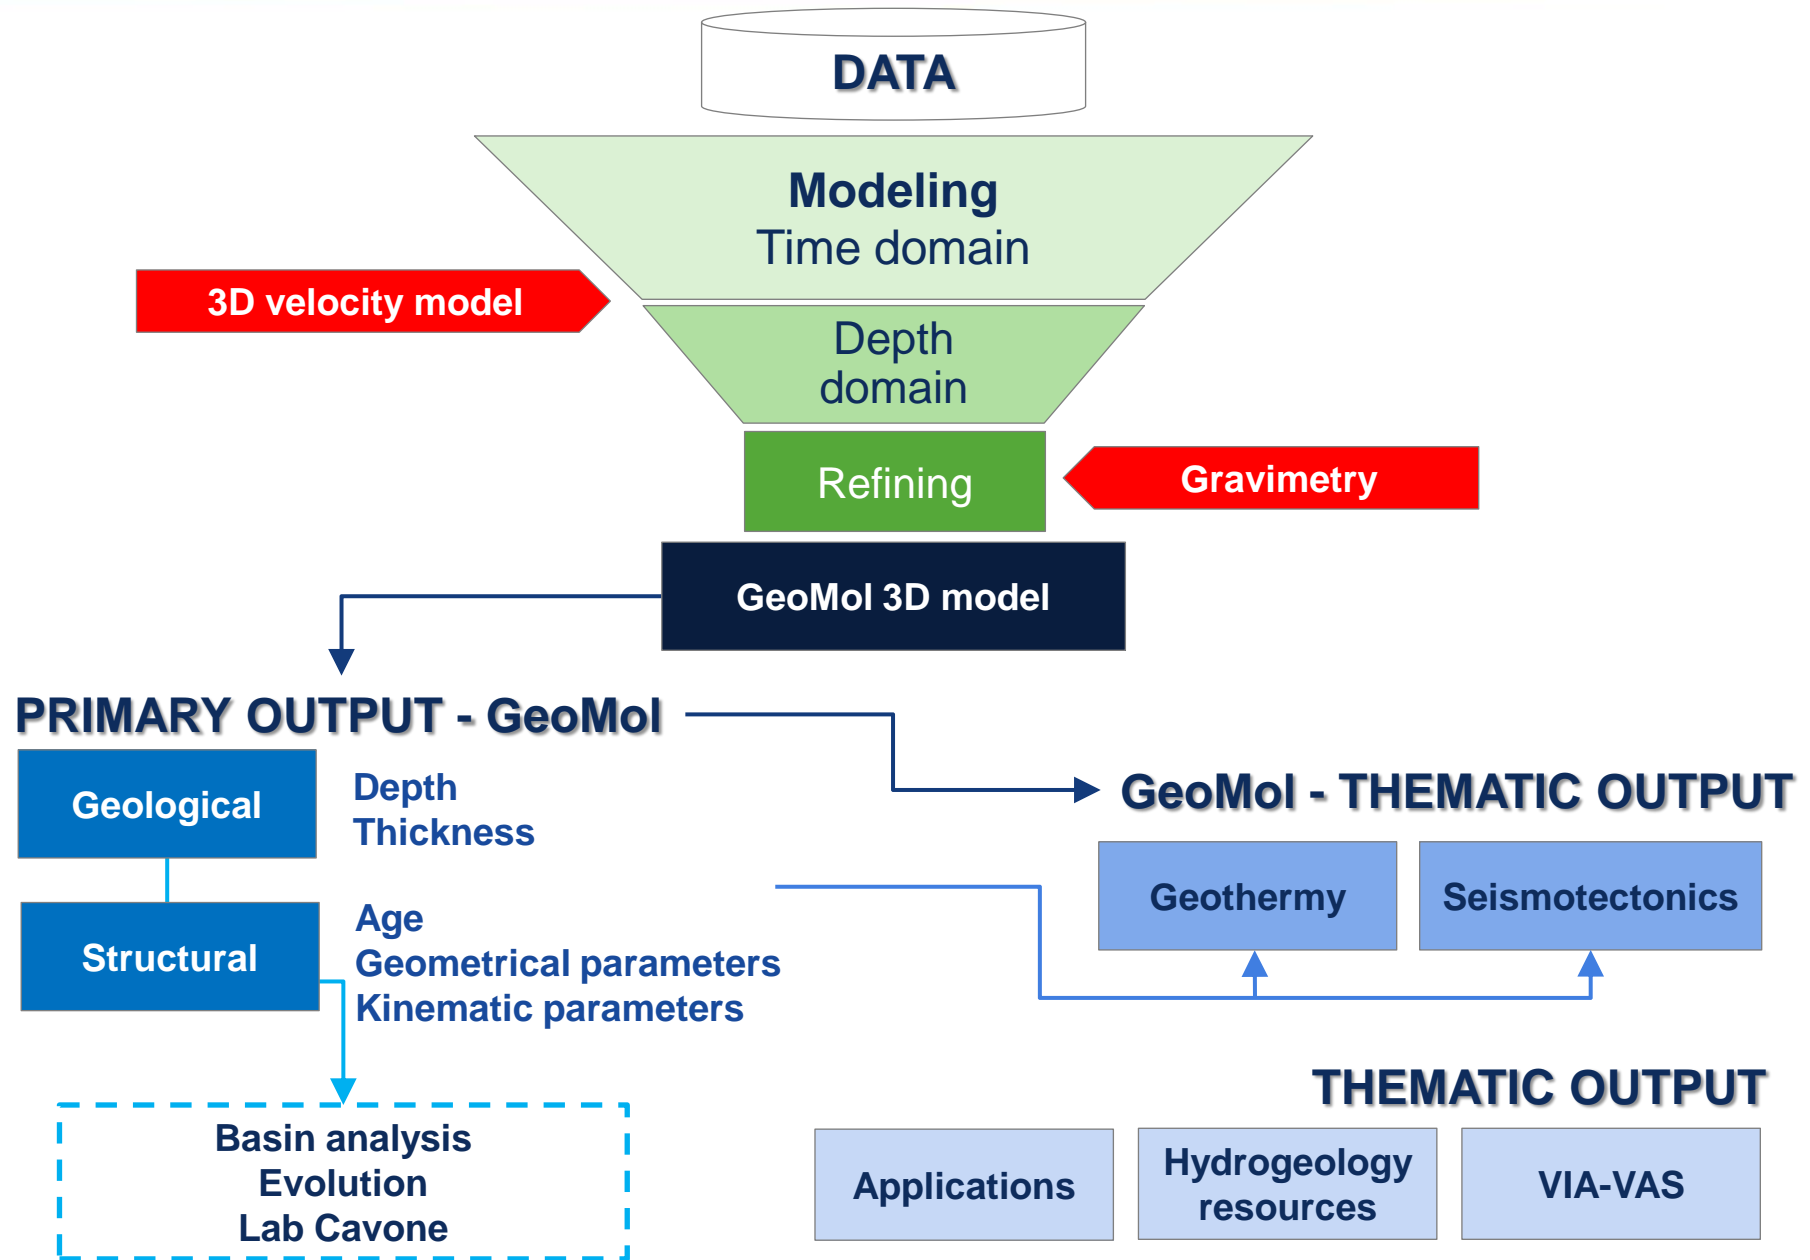 DATA
Modeling
Time domain
3D velocity model
Depth
domain
Refining
Gravimetry
GeoMol 3D model
PRIMARY OUTPUT - GeoMol
Geological
Depth
Thickness
Structural
Age
Geometrical parameters
Kinematic parameters
Basin analysis
Evolution
Lab Cavone
GeoMol - THEMATIC OUTPUT
Geothermy
Seismotectonics
THEMATIC OUTPUT
Applications
Hydrogeology
resources
VIA-VAS